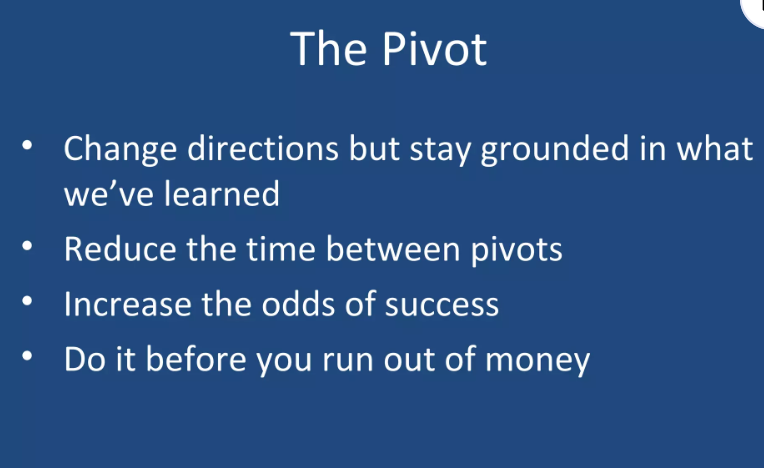 The Pivot
• Change directions but stay grounded in what
we’ve learned
• Reduce the time between pivots
• Increase the odds of success
• Do it before you run out of money